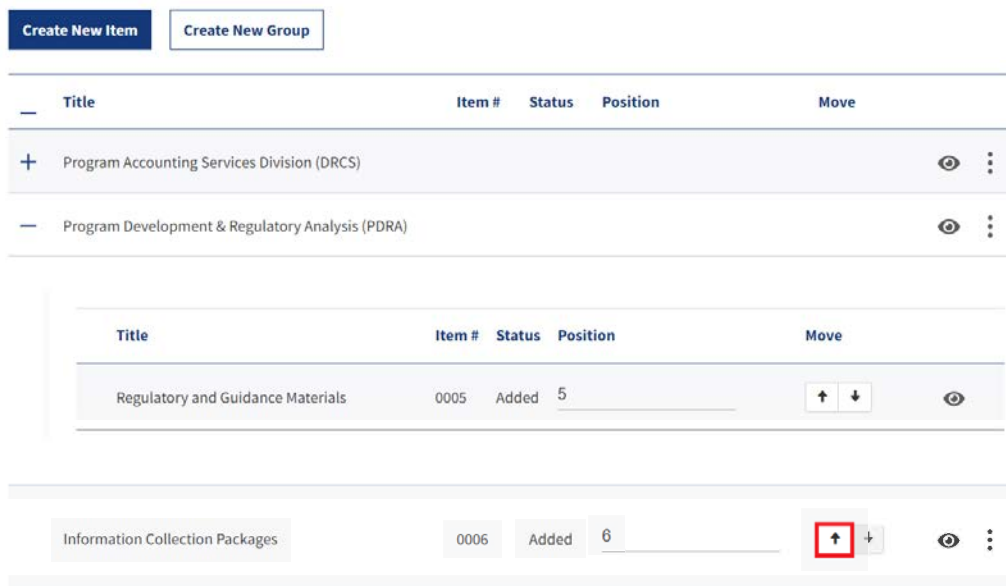 Create New Item Create New Group
Title Item # Status Position Move
Program Accounting Services Division (DRCS)
Program Development & Regulatory Analysis (PDRA)
Title Item # Status Position Move
Regulatory and Guidance Materials 0005 Added 5
Information Collection Packages 0006 Added 6